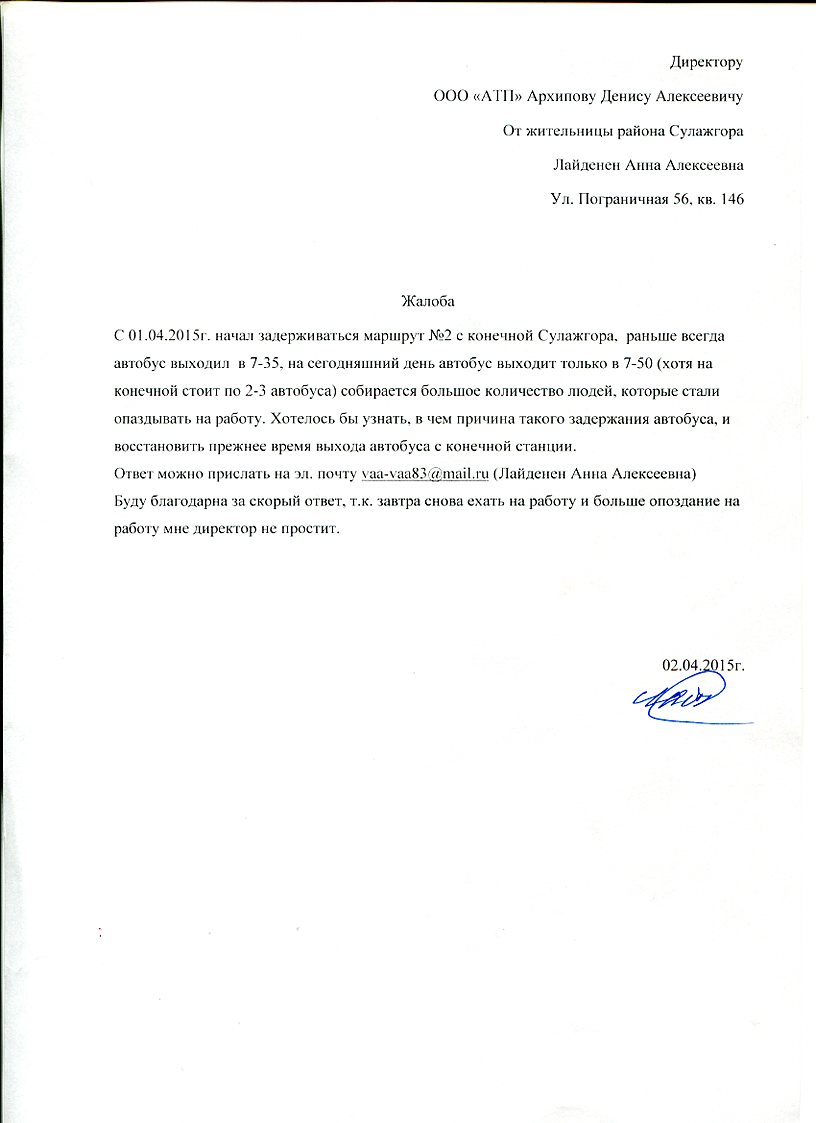 Директору
ООО «АТП» Архипову Денису Алексеевичу
От жительницы района Сулажгора
Лайденен Анна Алексеевна
Ул. Пограничная 56, кв. 146
Жалоба
С 01.04.2015г. начал задерживаться маршрут №2 с конечной Сулажгора,  раньше всегда
автобус выходил  в 7-35, на сегодняшний день автобус выходит только в 7-50 (хотя на
конечной стоит по 2-3 автобуса) собирается большое количество людей, которые стали
опаздывать на работу. Хотелось бы узнать, в чем причина такого задержания автобуса, и
восстановить прежнее время выхода автобуса с конечной станции.
Ответ можно прислать на эл. почту vaa-vaa83@mail.ru (Лайденен Анна Алексеевна)
Буду благодарна за скорый ответ, т.к. завтра снова ехать на работу и больше опоздание на
работу мне директор не простит.
02.04.2015г.